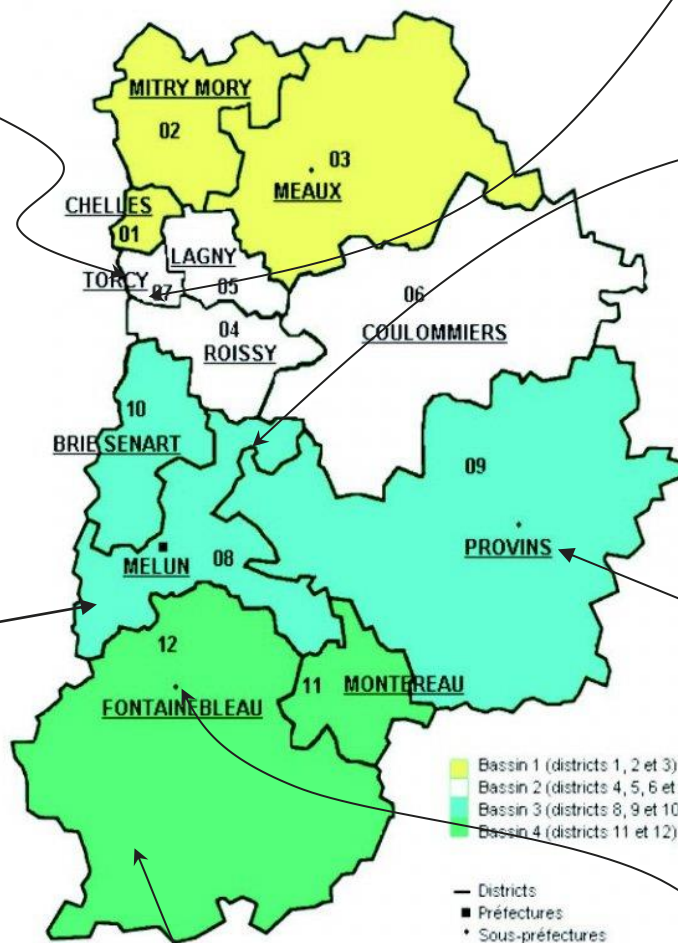 MITRY MORY
02
03
MEAUX
CHELLES
01
LAGNY
TORCY
07
05
06
04
ROISSY
COULOMMIERS
10
BRIE SENART
09
PROVINS
MELUN
08
12
11
MONTEREAU
FONTAINEBLEAU
Bassin 1 (districts 1, 2 et 3)
Bassin 2 (districts 4, 5, 6 et
Bassin 3 (districts 8, 9 et 10
Bassin 4 (districts 11 et 12)
Districts
Préfectures
Sous-préfectures